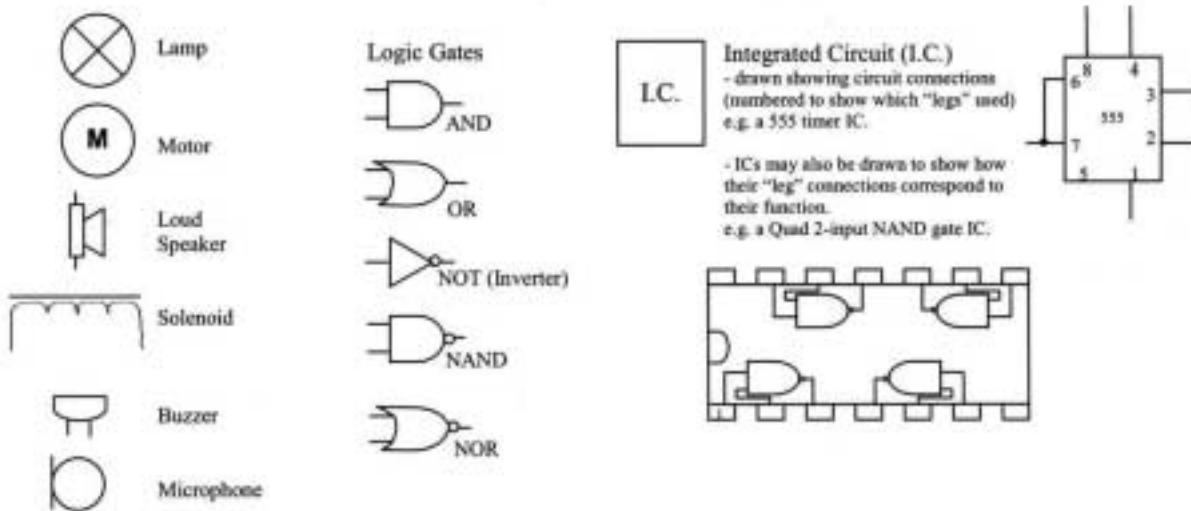 Lamp
Motor
M
Loud
Speaker
Solenoid
Buzzer
Microphone
Logic Gates
AND
OR
NOT (Inverter)
NAND
NOR
I.C.
Integrated Circuit (I.C.)
- drawn showing circuit connections
(numbered to show which “legs” used)
e.g. a 555 timer IC.
- ICs may also be drawn to show how
their “leg” connections correspond to
their function.
e.g. a Quad 2-input NAND gate IC.
8 4
6 3
555
7 2
5 1
1